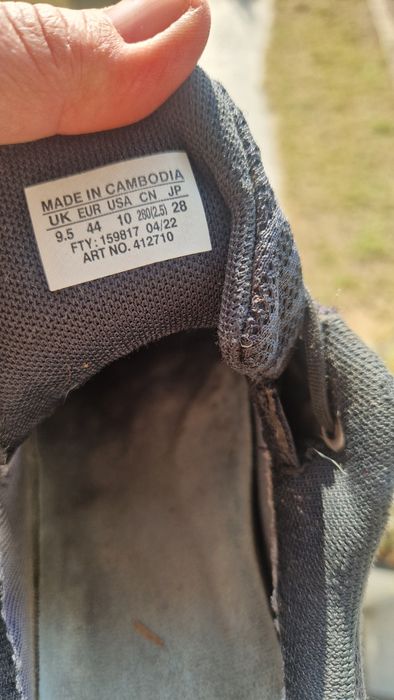 MADE IN CAMBODIA
UK EUR USA CN JP
9.5 44 10 280(2.5) 28
FTY: 159817 04/22
ART NO. 412710